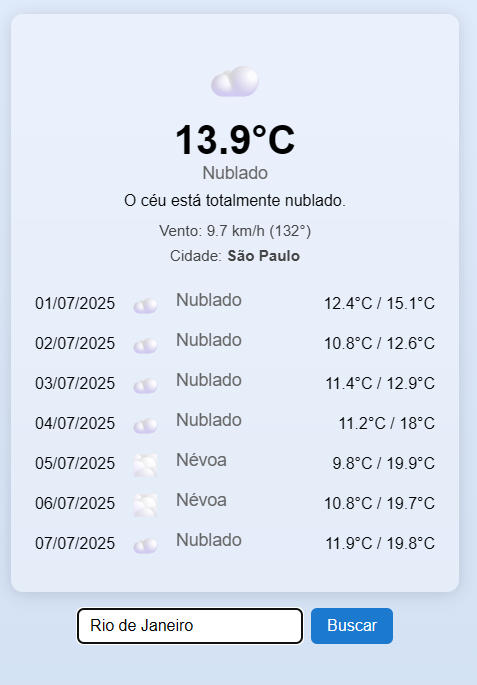 13.9°C
Nublado
O céu está totalmente nublado.
Vento: 9.7 km/h (132°)
Cidade: São Paulo
01/07/2025 Nublado 12.4°C / 15.1°C
02/07/2025 Nublado 10.8°C / 12.6°C
03/07/2025 Nublado 11.4°C / 12.9°C
04/07/2025 Nublado 11.2°C / 18°C
05/07/2025 Névoa 9.8°C / 19.9°C
06/07/2025 Névoa 10.8°C / 19.7°C
07/07/2025 Nublado 11.9°C / 19.8°C
Rio de Janeiro Buscar